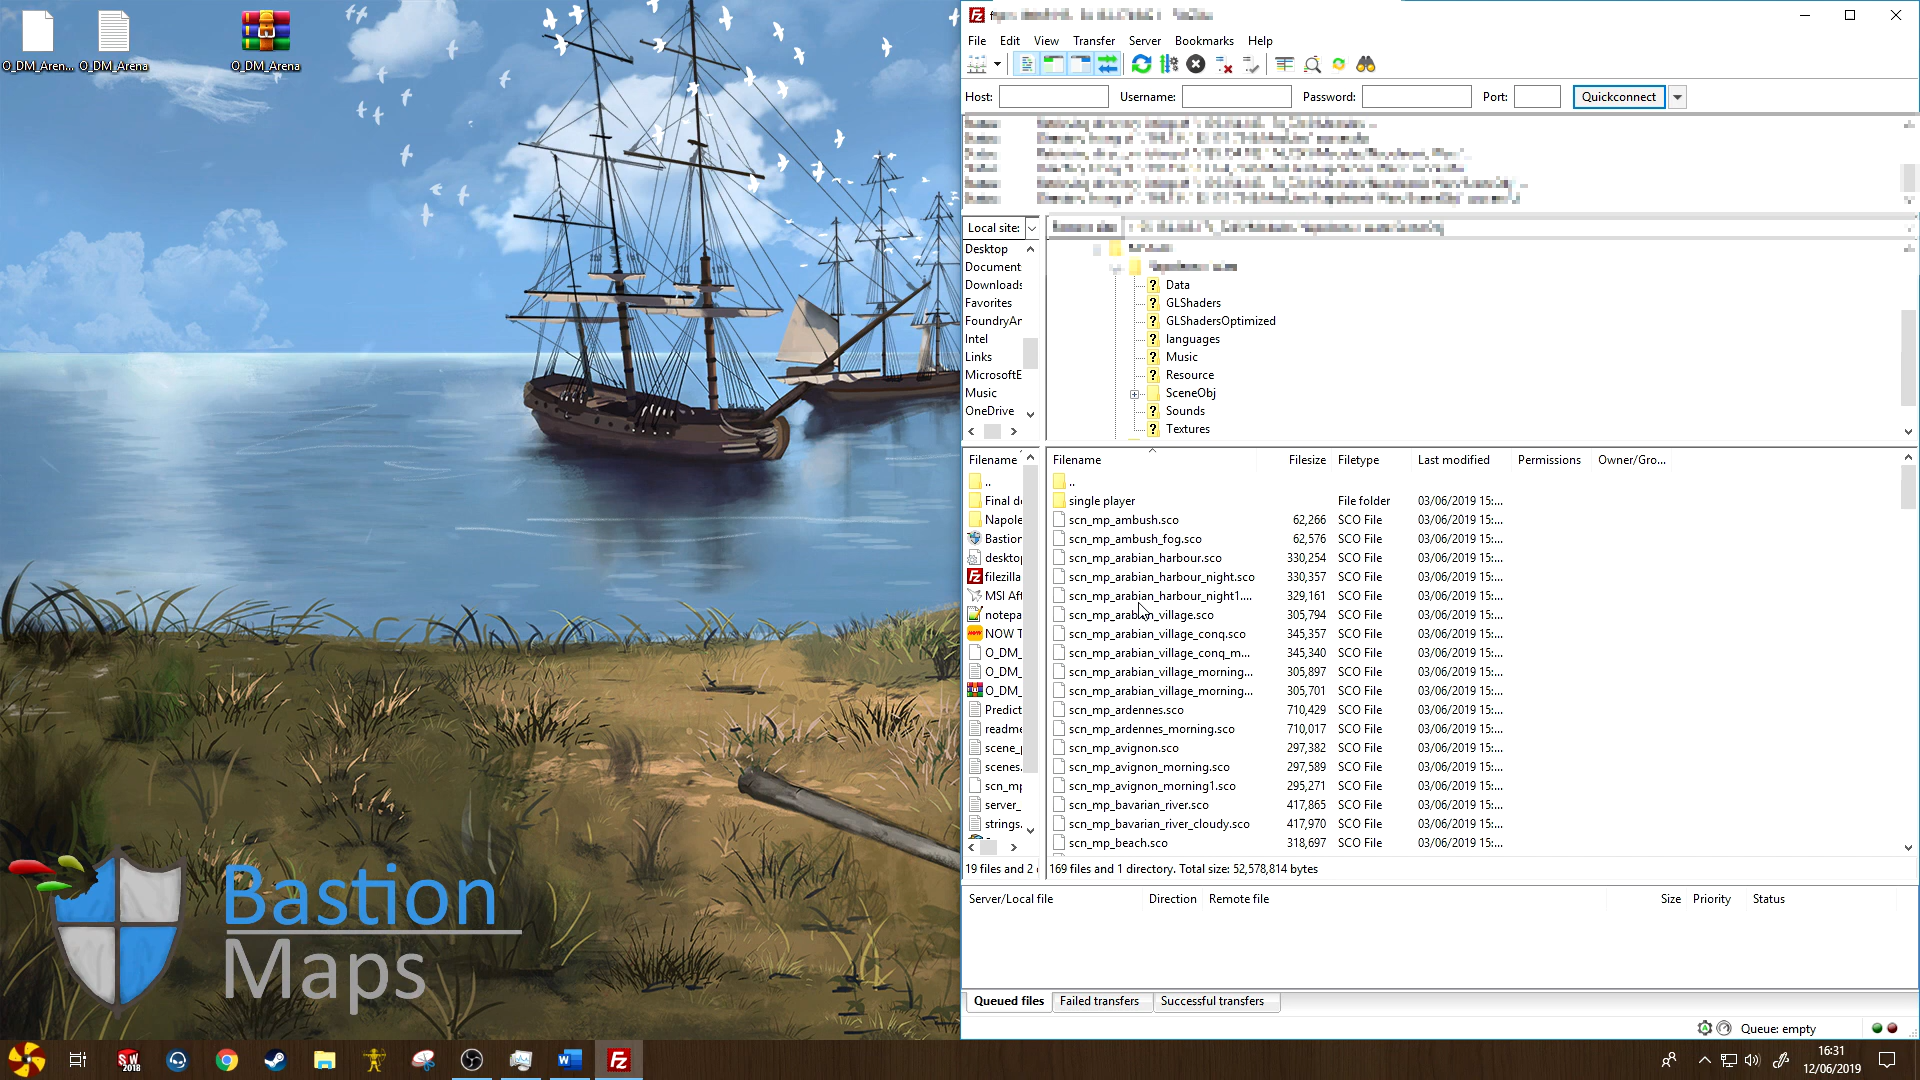 O_DM_Aren... O_DM_Arena O_DM_Arena
File Edit View Transfer Server Bookmarks Help
Host: Username: Password: Port: Quickconnect
Local site:
Desktop
Document
Downloads
Favorites
FoundryAr
Intel
Links
MicrosoftE
Music
OneDrive
Data
GLShaders
GLShadersOptimized
languages
Music
Resource
SceneObj
Sounds
Textures
Filename
..
Final de
Napole
Bastion
deskto
filezilla
MSI Aft
notepa
NOW T
O_DM_
O_DM_
O_DM_
Predict
readme
scene_
scenes.
scn_mp
server_
strings.
19 files and 2
Filename Filesize Filetype Last modified Permissions Owner/Gro...
..
single player File folder 03/06/2019 15:...
scn_mp_ambush.sco 62,266 SCO File 03/06/2019 15:...
scn_mp_ambush_fog.sco 62,576 SCO File 03/06/2019 15:...
scn_mp_arabian_harbour.sco 330,254 SCO File 03/06/2019 15:...
scn_mp_arabian_harbour_night.sco 330,357 SCO File 03/06/2019 15:...
scn_mp_arabian_harbour_night1.... 329,161 SCO File 03/06/2019 15:...
scn_mp_arabian_village.sco 305,794 SCO File 03/06/2019 15:...
scn_mp_arabian_village_conq.sco 345,357 SCO File 03/06/2019 15:...
scn_mp_arabian_village_conq_m... 345,340 SCO File 03/06/2019 15:...
scn_mp_arabian_village_morning... 305,897 SCO File 03/06/2019 15:...
scn_mp_arabian_village_morning... 305,701 SCO File 03/06/2019 15:...
scn_mp_ardennes.sco 710,429 SCO File 03/06/2019 15:...
scn_mp_ardennes_morning.sco 710,017 SCO File 03/06/2019 15:...
scn_mp_avignon.sco 297,382 SCO File 03/06/2019 15:...
scn_mp_avignon_morning.sco 297,589 SCO File 03/06/2019 15:...
scn_mp_avignon_morning1.sco 295,271 SCO File 03/06/2019 15:...
scn_mp_bavarian_river.sco 417,865 SCO File 03/06/2019 15:...
scn_mp_bavarian_river_cloudy.sco 417,970 SCO File 03/06/2019 15:...
scn_mp_beach.sco 318,697 SCO File 03/06/2019 15:...
169 files and 1 directory. Total size: 52,578,814 bytes
Server/Local file Direction Remote file Size Priority Status
Queued files Failed transfers Successful transfers
Queue: empty
Bastion
Maps
SW
2018
16:31
12/06/2019